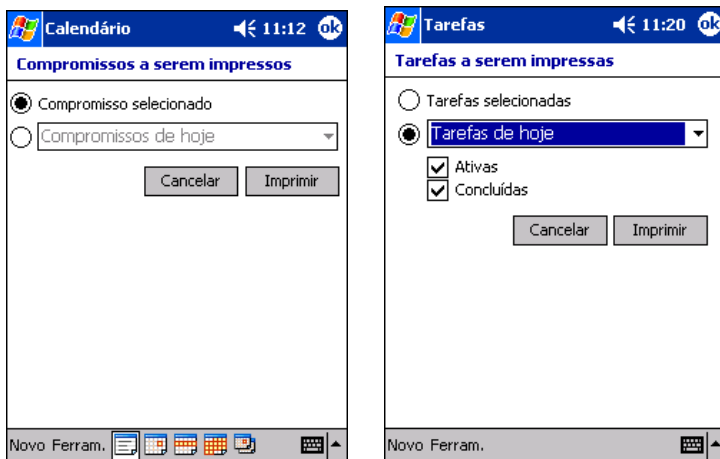 Calendário 11:12 ok
Compromissos a serem impressos
Compromisso selecionado
Compromissos de hoje
Cancelar Imprimir
Novo Ferram.
Tarefas 11:20 ok
Tarefas a serem impressas
Tarefas selecionadas
Tarefas de hoje
Ativas
Concluídas
Cancelar Imprimir
Novo Ferram.